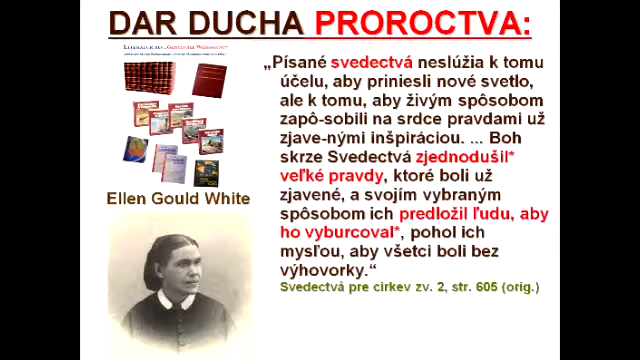 DAR DUCHA PROROCTVA:
„Písané svedectvá neslúžia k tomu
účelu, aby priniesli nové svetlo,
ale k tomu, aby živým spôsobom
zapô-sobili na srdce pravdami už
zjave-nými inšpiráciou. ... Boh
skrze Svedectvá zjednodušil*
veľké pravdy, ktoré boli už
zjavené, a svojím vybraným
spôsobom ich predložil ľudu, aby
ho vyburcoval*, pohol ich
mysľou, aby všetci boli bez
výhovorky.“
Svedectvá pre cirkev zv. 2, str. 605 (orig.)
Ellen Gould White